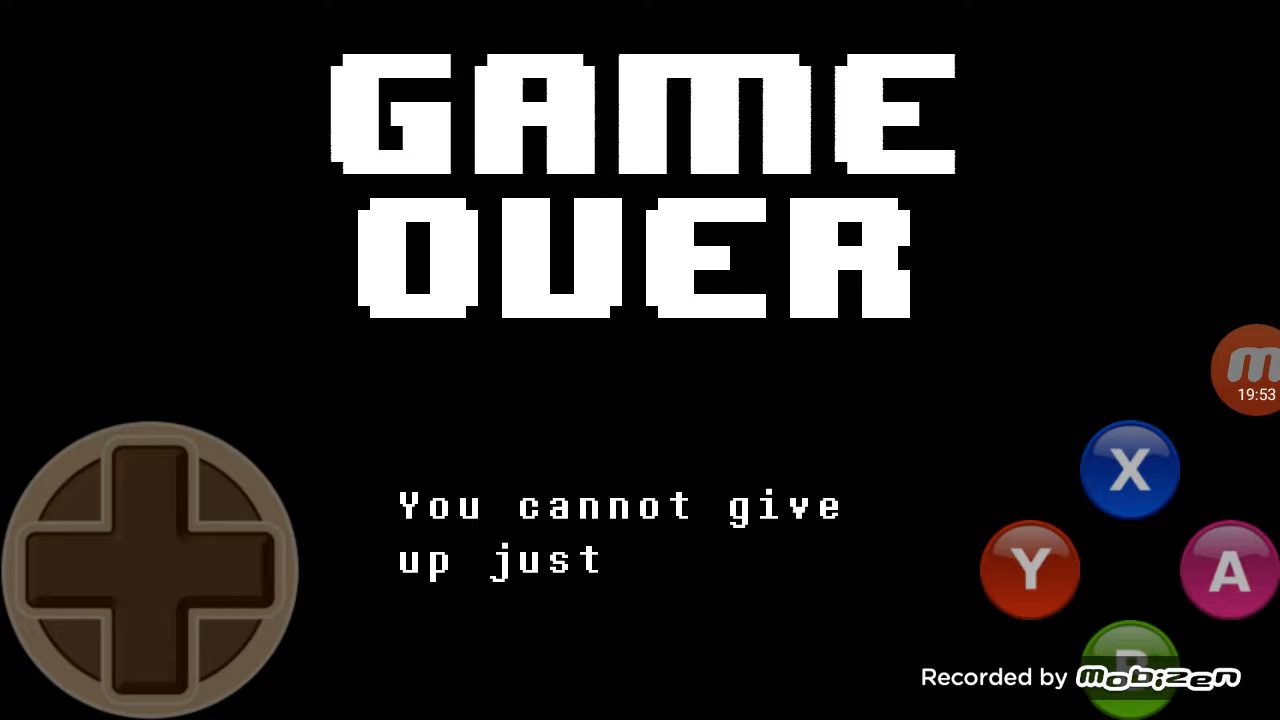 GAME
OVER
19:53
X
You cannot give
up just
Y
A
B
Recorded by mobizen